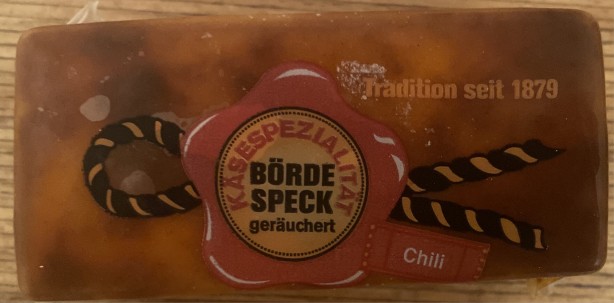 Tradition seit 1879
KÄSESPEZIALITÄT
BÖRDE
SPECK
geräuchert
Chili